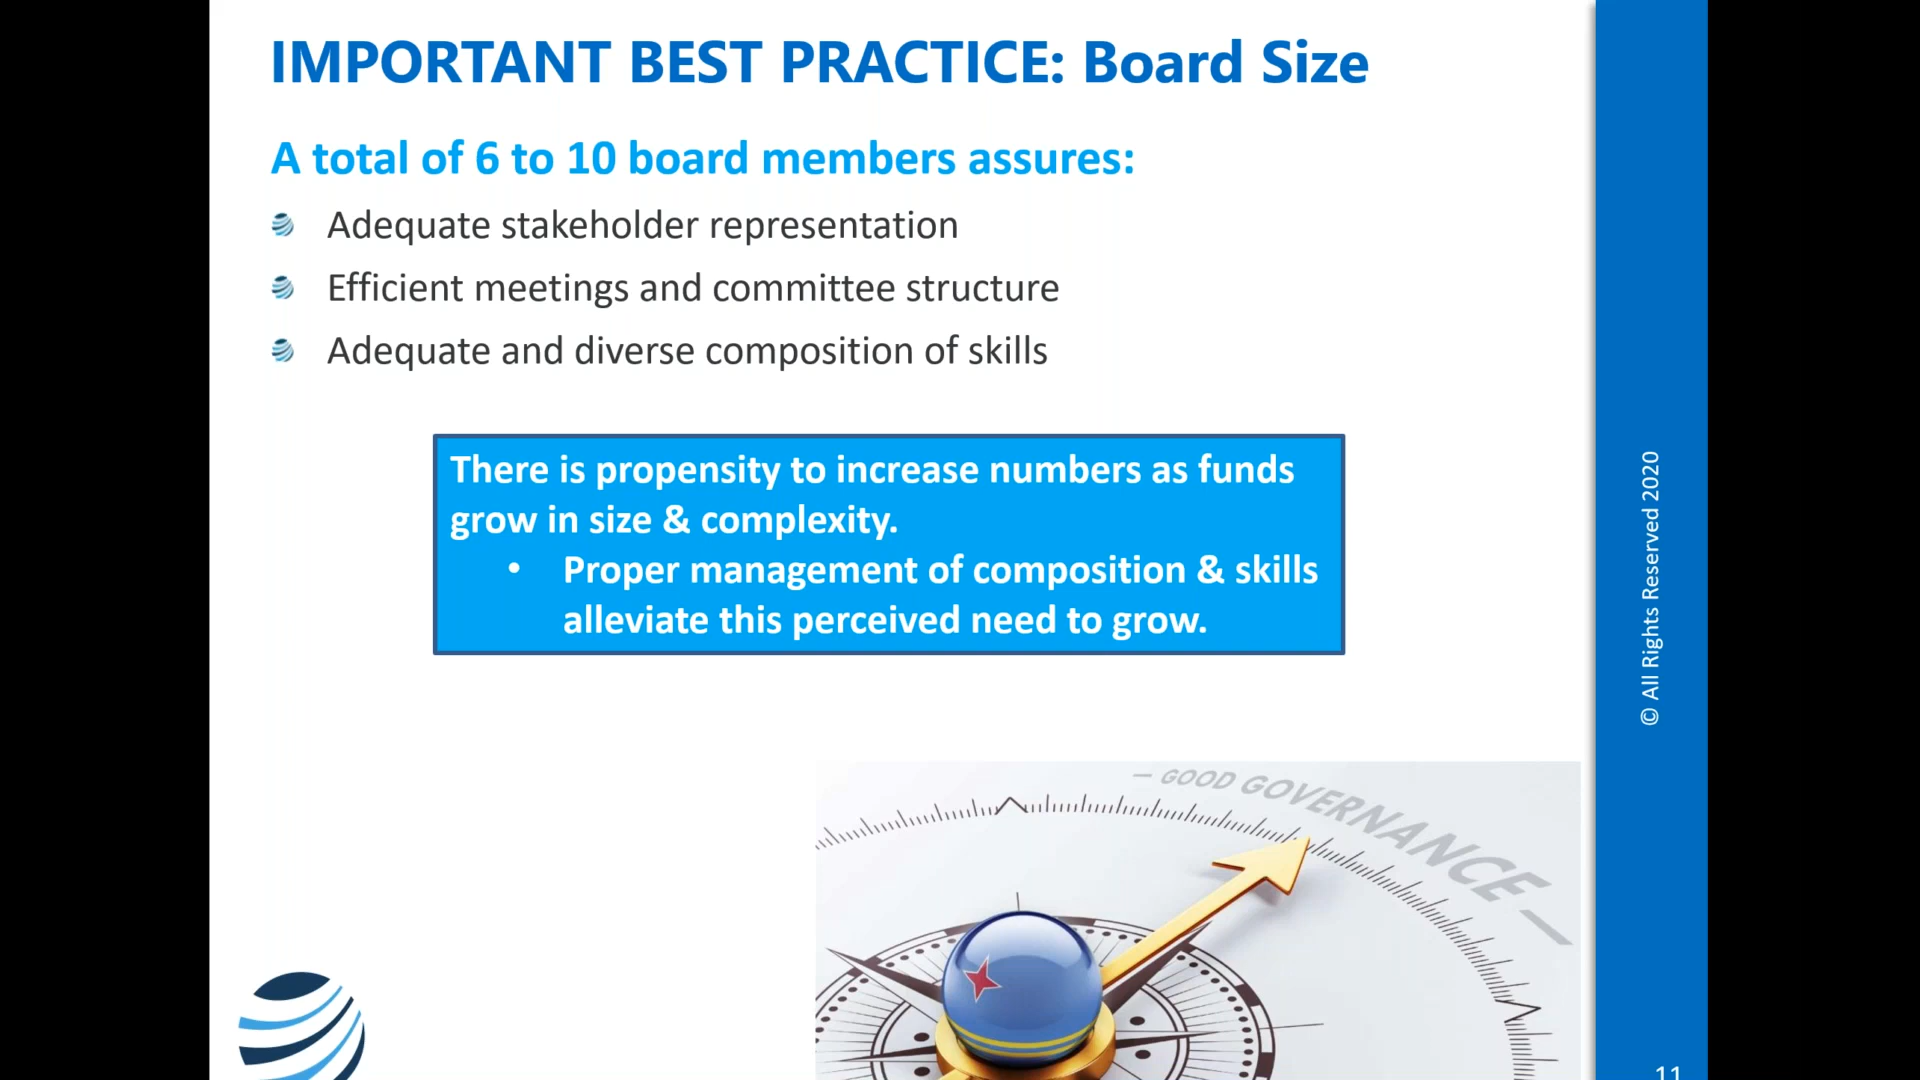 IMPORTANT BEST PRACTICE: Board Size
A total of 6 to 10 board members assures:
Adequate stakeholder representation
Efficient meetings and committee structure
Adequate and diverse composition of skills
There is propensity to increase numbers as funds
grow in size & complexity.
• Proper management of composition & skills
alleviate this perceived need to grow.
© All Rights Reserved 2020
— GOOD GOVERNANCE —
11